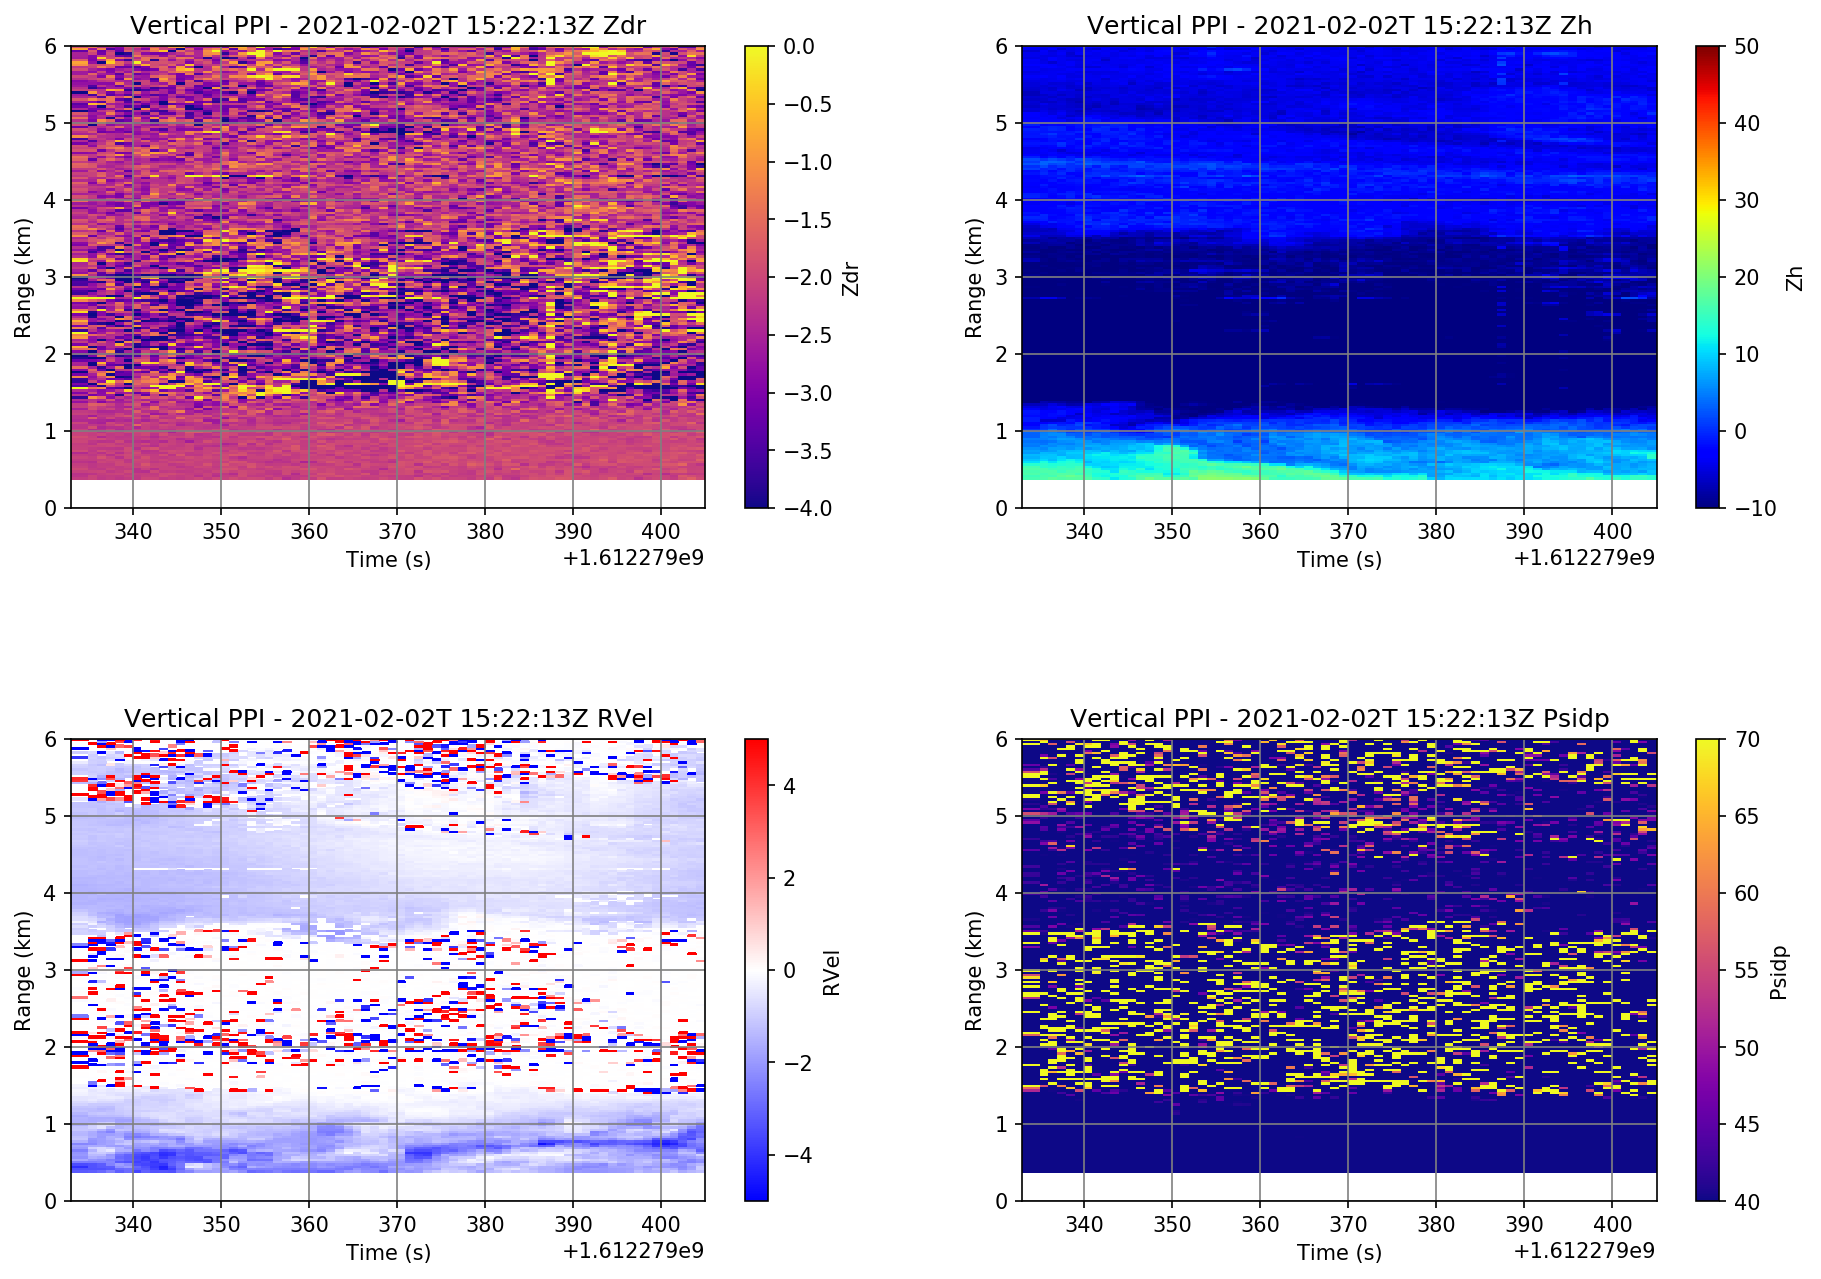 Vertical PPI - 2021-02-02T 15:22:13Z Zdr
6
5
4
3
2
1
0
Range (km)
340 350 360 370 380 390 400
Time (s)
+1.612279e9
0.0
−0.5
−1.0
−1.5
−2.0
−2.5
−3.0
−3.5
−4.0
Zdr
Vertical PPI - 2021-02-02T 15:22:13Z Zh
6
5
4
3
2
1
0
Range (km)
340 350 360 370 380 390 400
Time (s)
+1.612279e9
50
40
30
20
10
0
−10
Zh
Vertical PPI - 2021-02-02T 15:22:13Z RVel
6
5
4
3
2
1
0
Range (km)
340 350 360 370 380 390 400
Time (s)
+1.612279e9
4
2
0
−2
−4
RVel
Vertical PPI - 2021-02-02T 15:22:13Z Psidp
6
5
4
3
2
1
0
Range (km)
340 350 360 370 380 390 400
Time (s)
+1.612279e9
70
65
60
55
50
45
40
Psidp